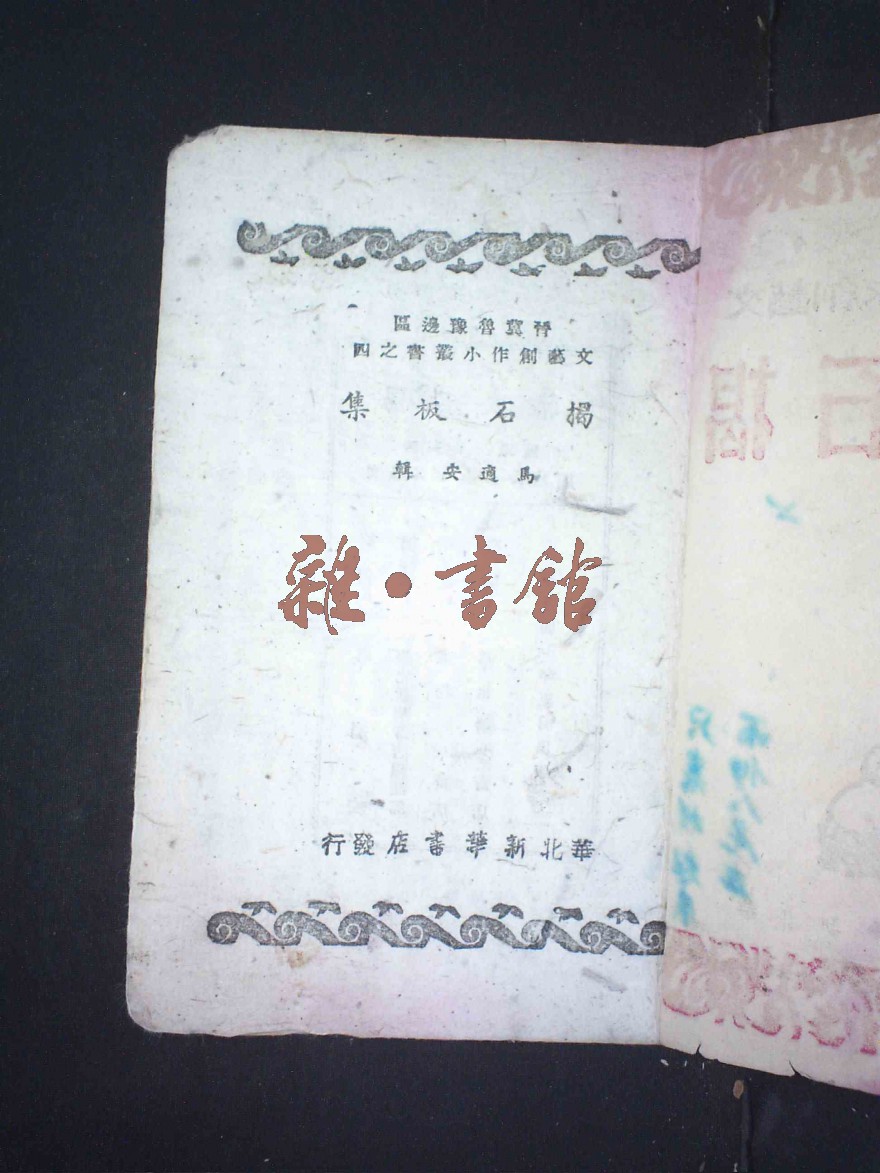 晉冀魯豫邊區
文藝創作小叢書之四
揭石板集
馬適安輯
雜·書館
華北新華書店發行